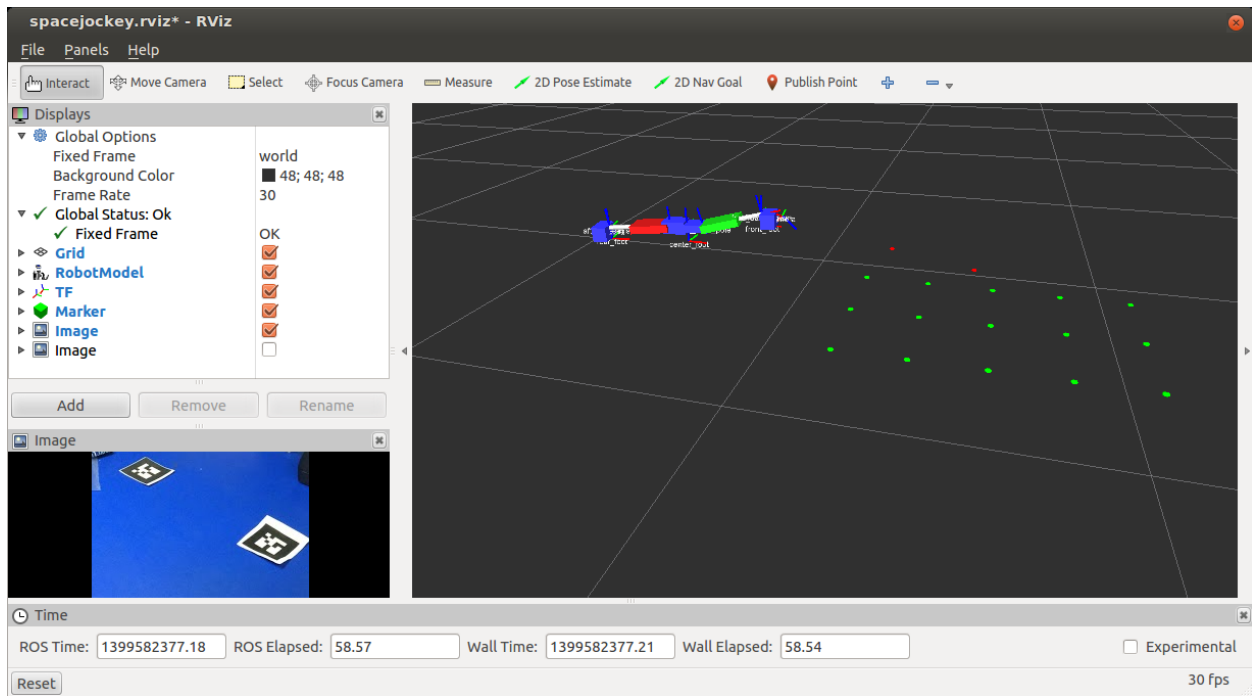 spacejockey.rviz* - RViz
File Panels Help
Interact Move Camera Select Focus Camera Measure 2D Pose Estimate 2D Nav Goal Publish Point
Displays
Global Options
Fixed Frame world
Background Color 48; 48; 48
Frame Rate 30
Global Status: Ok
Fixed Frame OK
Grid
RobotModel
TF
Marker
Image
Image
Add Remove Rename
Image
center_foot
Time
ROS Time: 1399582377.18 ROS Elapsed: 58.57 Wall Time: 1399582377.21 Wall Elapsed: 58.54 Experimental
Reset 30 fps